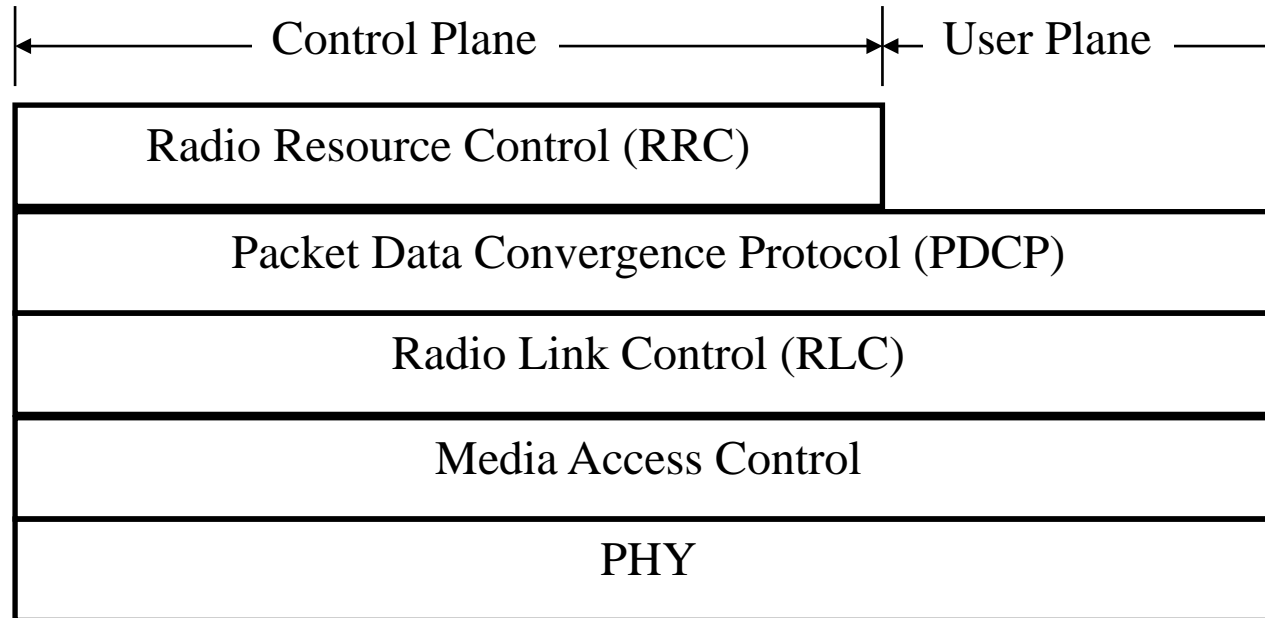 Control Plane User Plane
Radio Resource Control (RRC)
Packet Data Convergence Protocol (PDCP)
Radio Link Control (RLC)
Media Access Control
PHY